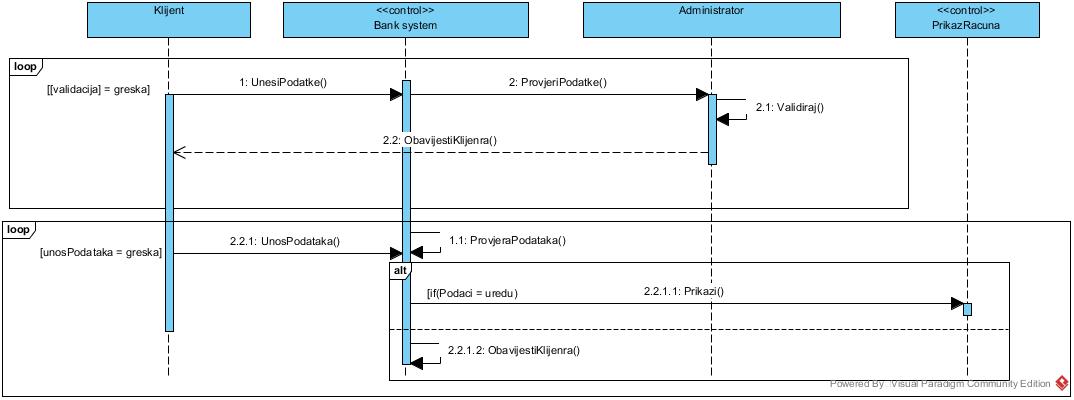 Klijent
<<control>>
Bank system
Administrator
<<control>>
PrikazRacuna
loop
[[validacija] = greska]
1: UnesiPodatke()
2: ProvjeriPodatke()
2.1: Validiraj()
2.2: ObavijestiKlijenra()
loop
[unosPodataka = greska]
2.2.1: UnosPodataka()
1.1: ProvjeraPodataka()
alt
[if(Podaci = uredu)
2.2.1.1: Prikazi()
2.2.1.2: ObavijestiKlijenra()
Powered By Visual Paradigm Community Edition